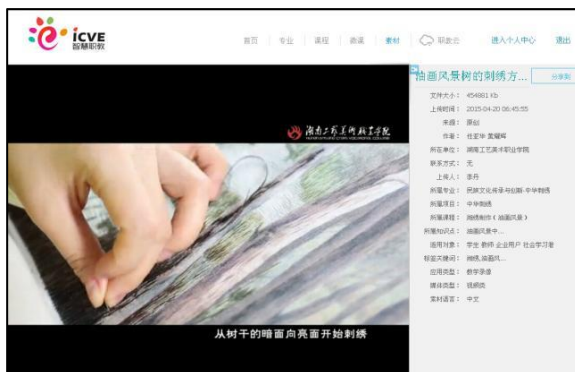 icve
智慧职教
首页 专业 课程 微课 素材 职教云 进入个人中心 退出
油画风景树的刺绣方... 分享到
文件大小： 454881 Kb
上传时间： 2015-04-20 06:45:55
来源： 原创
所在单位： 湖南工艺美术职业学院
联系方式： 无
上传人： 李丹
所属专业： 民族文化传承与创新-中华刺绣
所属项目： 中华刺绣
所属课程： 湘绣制作（油画风景）
所属知识点： 油画风景中...
适用对象： 学生 教师 企业用户 社会学习者
标签关键词： 湘绣,油画风...
应用类型： 教学录像
媒体类型： 视频类
素材语言： 中文
湖南工艺美术职业学院
从树干的暗面向亮面开始刺绣